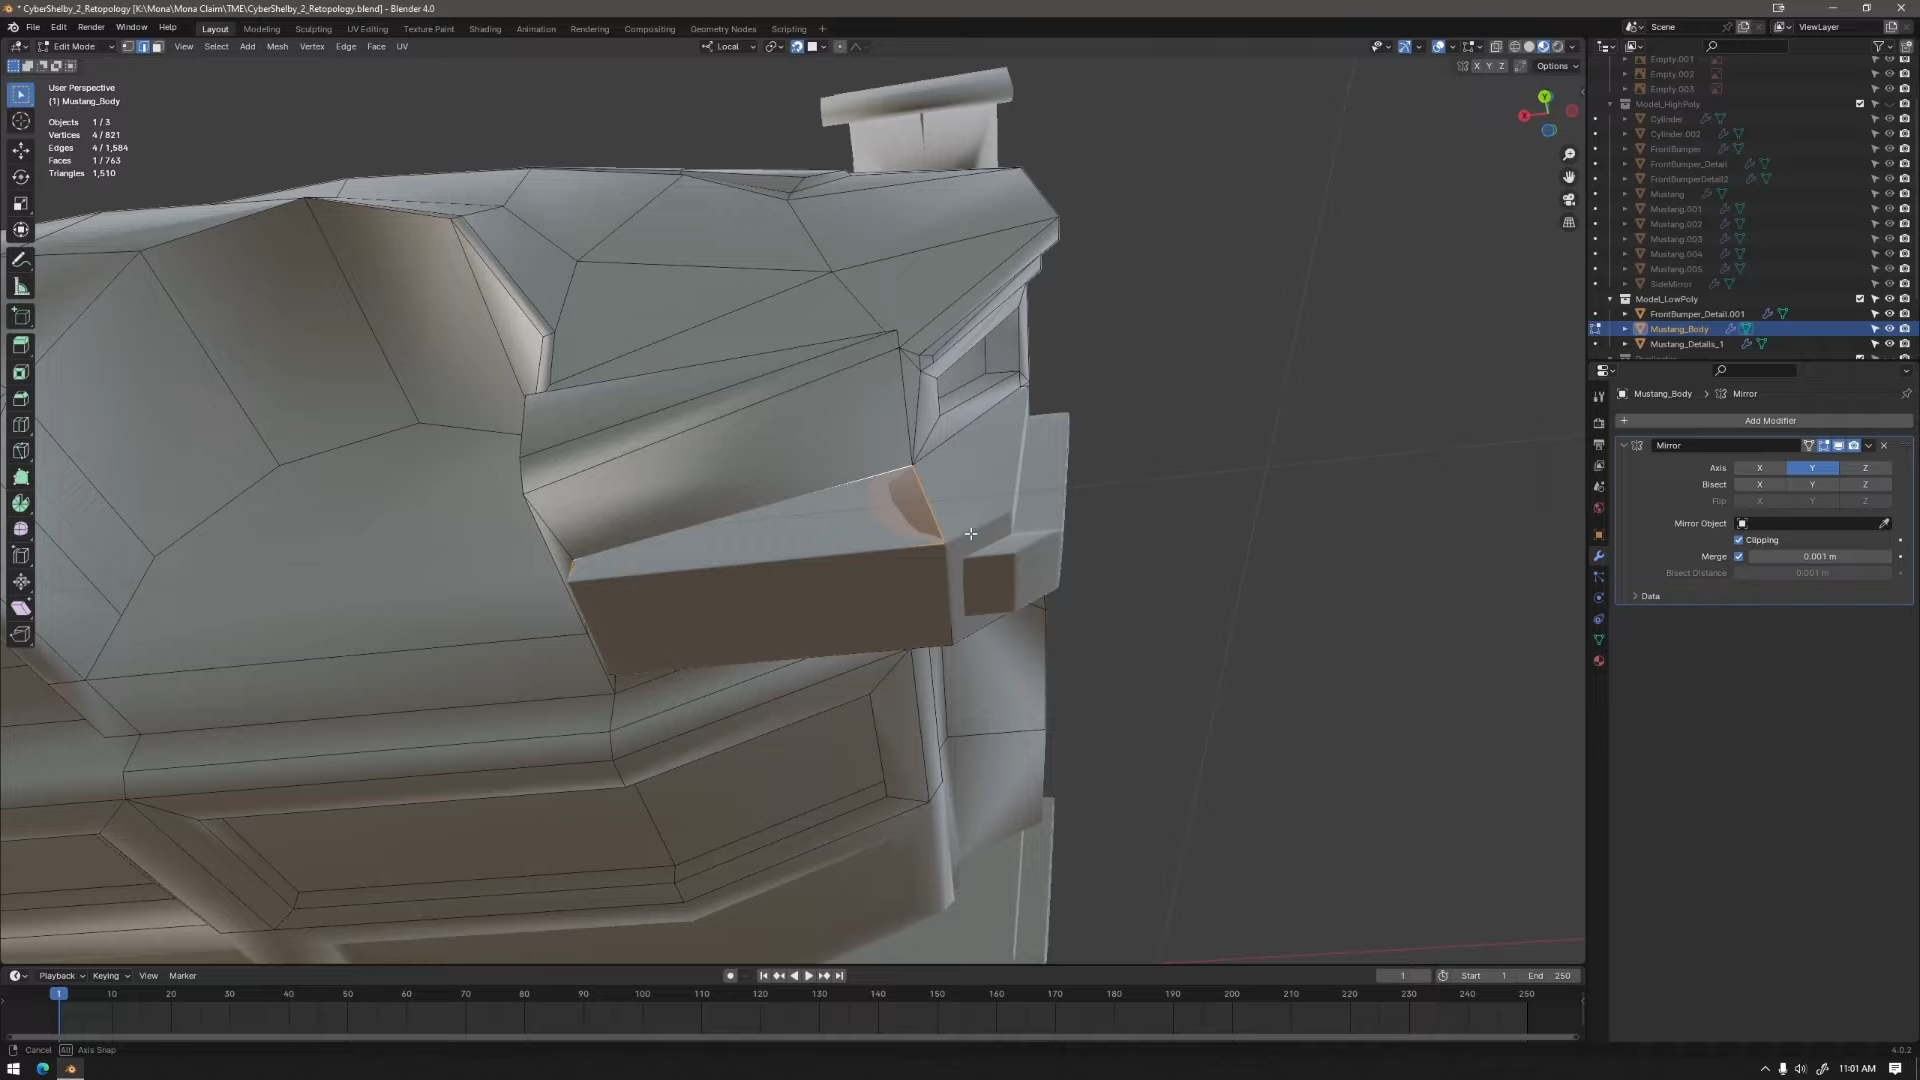 * CyberShelby_2_Retopology [K:\Mona\Mona Claim\TME\CyberShelby_2_Retopology.blend] - Blender 4.0
File Edit Render Window Help Layout Modeling Sculpting UV Editing Texture Paint Shading Animation Rendering Compositing Geometry Nodes Scripting + Scene ViewLayer
Edit Mode View Select Add Mesh Vertex Edge Face UV Local
X Y Z Options
User Perspective
(1) Mustang_Body
Objects 1 / 3
Vertices 4 / 821
Edges 4 / 1,584
Faces 1 / 763
Triangles 1,510
Y
X
Empty.001
Empty.002
Empty.003
Model_HighPoly
Cylinder
Cylinder.002
FrontBumper
FrontBumper_Detail
FrontBumperDetail2
Mustang
Mustang.001
Mustang.002
Mustang.003
Mustang.004
Mustang.005
SideMirror
Model_LowPoly
FrontBumper_Detail.001
Mustang_Body
Mustang_Details_1
Mustang_Body > Mirror
+ Add Modifier
Mirror
Axis X Y Z
Bisect X Y Z
Flip X Y Z
Mirror Object
Clipping
Merge 0.001 m
Bisect Distance 0.001 m
> Data
Playback Keying View Marker 1 Start 1 End 250
1 10 20 30 40 50 60 70 80 90 100 110 120 130 140 150 160 170 180 190 200 210 220 230 240 250
Cancel Alt Axis Snap 4.0.2
11:01 AM